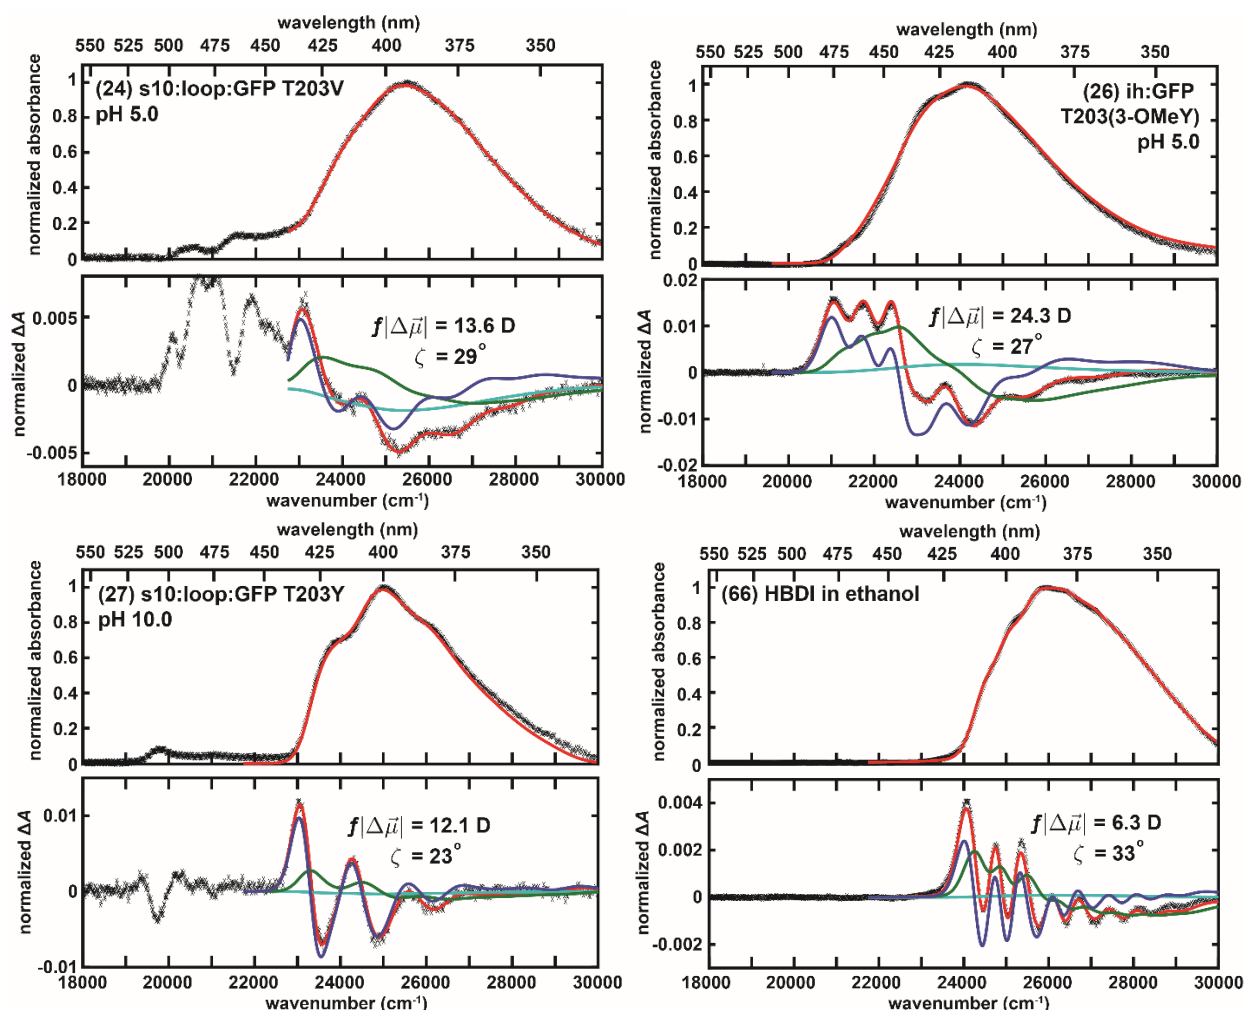 wavelength (nm)
550 525 500 475 450 425 400 375 350
normalized absorbance
1
0.8
0.6
0.4
0.2
0
(24) s10:loop:GFP T203V
pH 5.0
normalized ΔA
0.005
0
-0.005
f|Δμ⃗| = 13.6 D
ζ = 29°
18000 20000 22000 24000 26000 28000 30000
wavenumber (cm⁻¹)
wavelength (nm)
550 525 500 475 450 425 400 375 350
normalized absorbance
1
0.8
0.6
0.4
0.2
0
(26) ih:GFP
T203(3-OMeY)
pH 5.0
normalized ΔA
0.02
0.01
0
-0.01
-0.02
f|Δμ⃗| = 24.3 D
ζ = 27°
18000 20000 22000 24000 26000 28000 30000
wavenumber (cm⁻¹)
wavelength (nm)
550 525 500 475 450 425 400 375 350
normalized absorbance
1
0.8
0.6
0.4
0.2
0
(27) s10:loop:GFP T203Y
pH 10.0
normalized ΔA
0.01
0
-0.01
f|Δμ⃗| = 12.1 D
ζ = 23°
18000 20000 22000 24000 26000 28000 30000
wavenumber (cm⁻¹)
wavelength (nm)
550 525 500 475 450 425 400 375 350
normalized absorbance
1
0.8
0.6
0.4
0.2
0
(66) HBDI in ethanol
normalized ΔA
0.004
0.002
0
-0.002
f|Δμ⃗| = 6.3 D
ζ = 33°
18000 20000 22000 24000 26000 28000 30000
wavenumber (cm⁻¹)